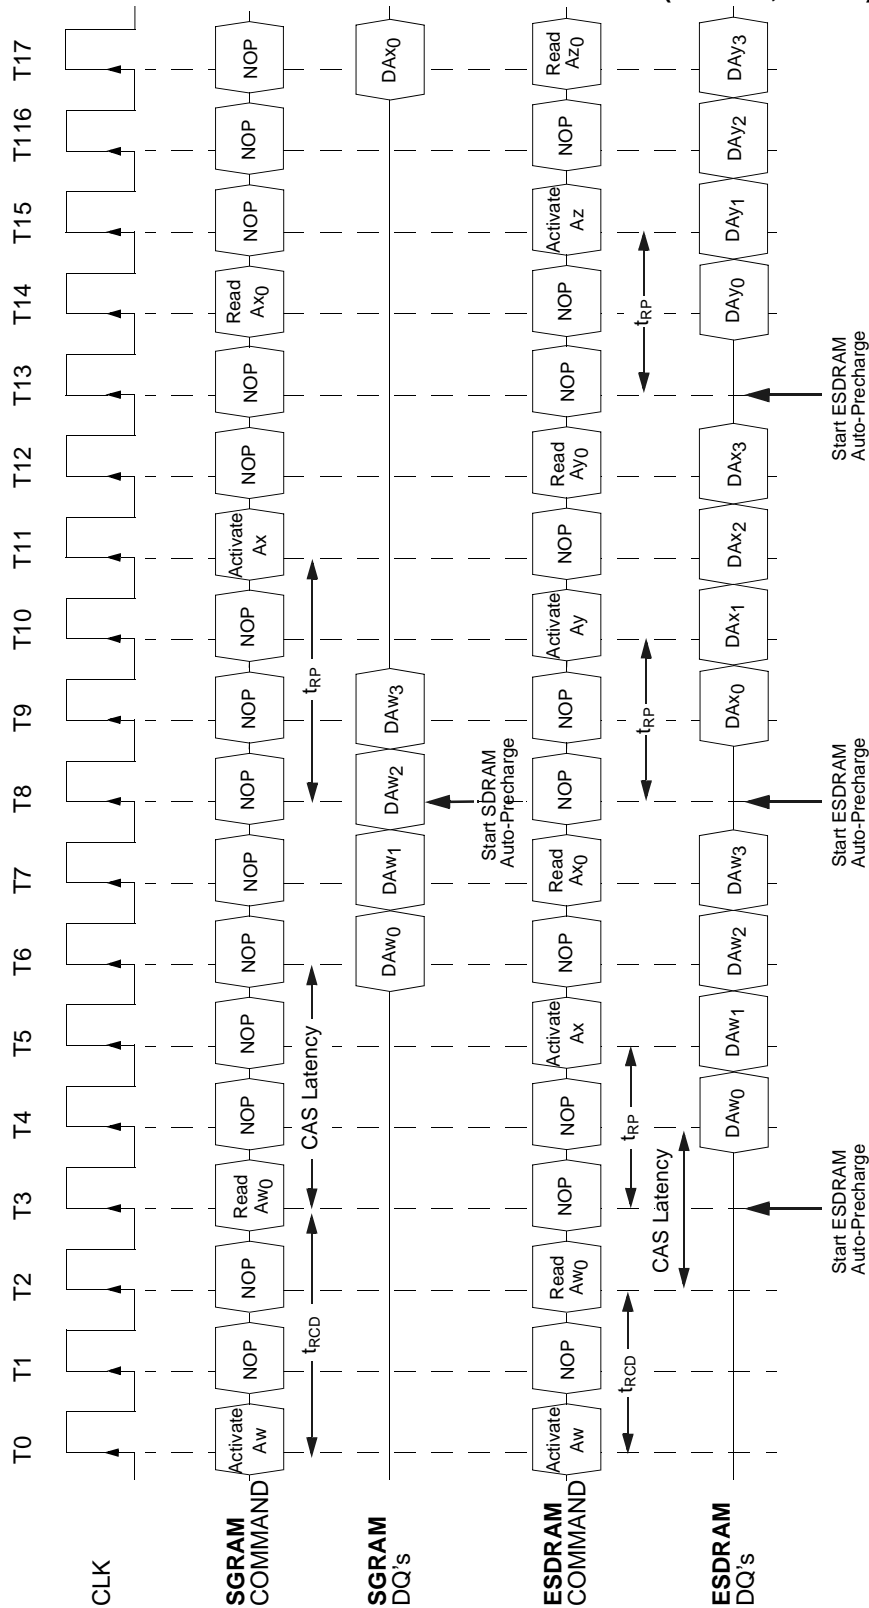 T0 T1 T2 T3 T4 T5 T6 T7 T8 T9 T10 T11 T12 T13 T14 T15 T116 T17
CLK
SGRAM
COMMAND
Activate
Aw
NOP
NOP
Read
Aw0
NOP
NOP
NOP
NOP
NOP
NOP
NOP
Activate
Ax
NOP
NOP
Read
Ax0
NOP
NOP
NOP
tRCD
CAS Latency
tRP
SGRAM
DQ's
DAw0
DAw1
DAw2
DAw3
DAx0
Start SDRAM
Auto-Precharge
ESDRAM
COMMAND
Activate
Aw
NOP
Read
Aw0
NOP
NOP
Activate
Ax
NOP
Read
Ax0
NOP
NOP
Activate
Ay
NOP
Read
Ay0
NOP
NOP
Activate
Az
NOP
Read
Az0
tRCD
tRP
tRP
tRP
CAS Latency
ESDRAM
DQ's
DAw0
DAw1
DAw2
DAw3
DAx0
DAx1
DAx2
DAx3
DAy0
DAy1
DAy2
DAy3
Start ESDRAM
Auto-Precharge
Start ESDRAM
Auto-Precharge
Start ESDRAM
Auto-Precharge